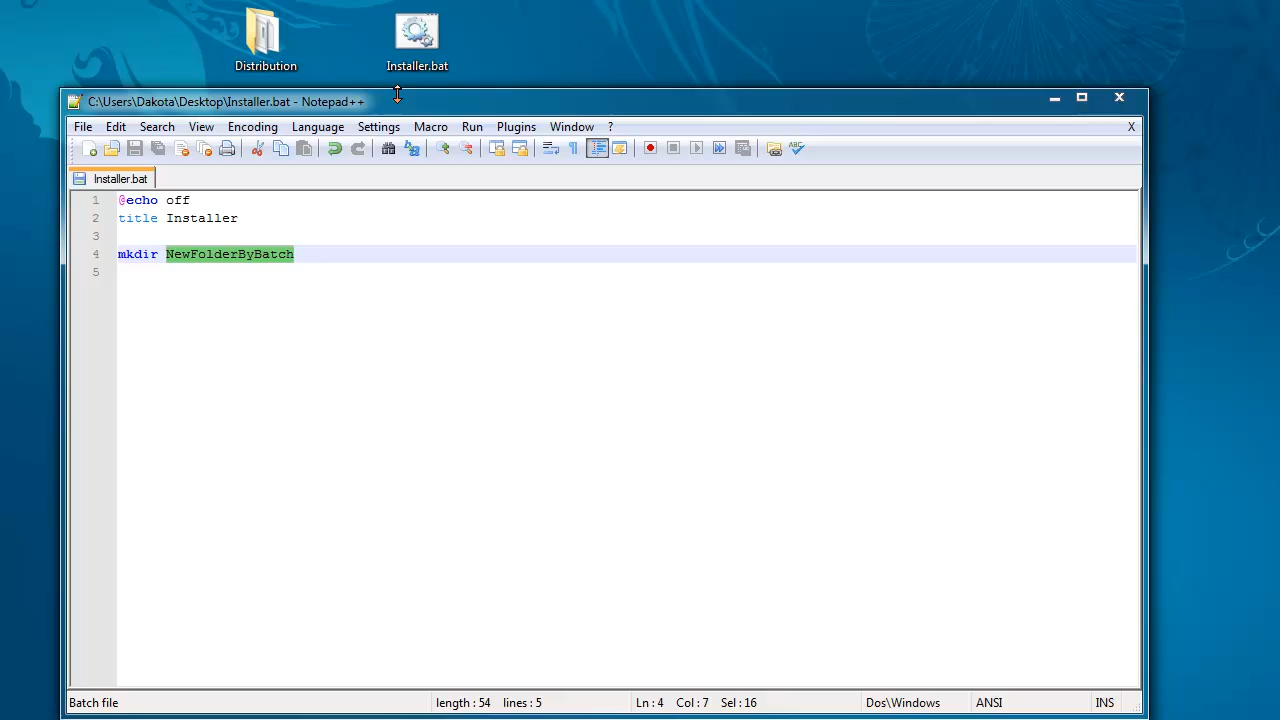 Distribution
Installer.bat
C:\Users\Dakota\Desktop\Installer.bat - Notepad++
File Edit Search View Encoding Language Settings Macro Run Plugins Window ? X
ABC
Installer.bat
1 @echo off
2 title Installer
3
4 mkdir NewFolderByBatch
5
Batch file length : 54 lines : 5 Ln : 4 Col : 7 Sel : 16 Dos\Windows ANSI INS